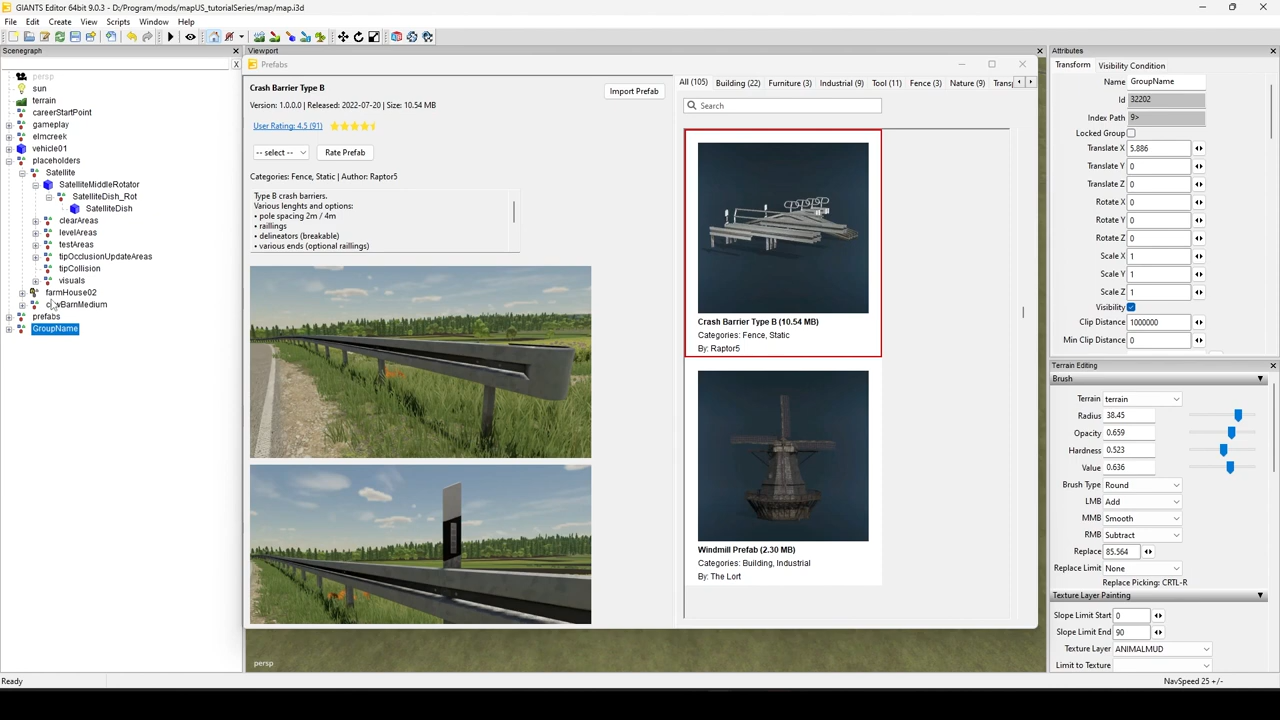 GIANTS Editor 64bit 9.0.3 - D:/Program/mods/mapUS_tutorialSeries/map/map.i3d
File Edit Create View Scripts Window Help
Scenegraph
X
persp
sun
terrain
careerStartPoint
gameplay
elmcreek
vehicle01
placeholders
Satellite
SatelliteMiddleRotator
SatelliteDish_Rot
SatelliteDish
clearAreas
levelAreas
testAreas
tipOcclusionUpdateAreas
tipCollision
visuals
farmHouse02
prefabs
GroupName
Viewport
Prefabs
Crash Barrier Type B
Import Prefab
Version: 1.0.0.0 | Released: 2022-07-20 | Size: 10.54 MB
User Rating: 4.5 (91)
-- select --
Rate Prefab
Categories: Fence, Static | Author: Raptor5
Type B crash barriers.
Various lenghts and options:
• pole spacing 2m / 4m
• raillings
• delineators (breakable)
• various ends (optional raillings)
All (105) Building (22) Furniture (3) Industrial (9) Tool (11) Fence (3) Nature (9) Trans
Search
Crash Barrier Type B (10.54 MB)
Categories: Fence, Static
By: Raptor5
Windmill Prefab (2.30 MB)
Categories: Building, Industrial
By: The Lort
persp
Attributes
Transform Visibility Condition
Name GroupName
Id 32202
Index Path 9>
Locked Group
Translate X 5.886
Translate Y 0
Translate Z 0
Rotate X 0
Rotate Y 0
Rotate Z 0
Scale X 1
Scale Y 1
Scale Z 1
Visibility
Clip Distance 1000000
Min Clip Distance 0
Terrain Editing
Brush
Terrain terrain
Radius 38.45
Opacity 0.659
Hardness 0.523
Value 0.636
Brush Type Round
LMB Add
MMB Smooth
RMB Subtract
Replace 85.564
Replace Limit None
Replace Picking: CRTL-R
Texture Layer Painting
Slope Limit Start 0
Slope Limit End 90
Texture Layer ANIMALMUD
Limit to Texture
Ready
NavSpeed 25 +/-